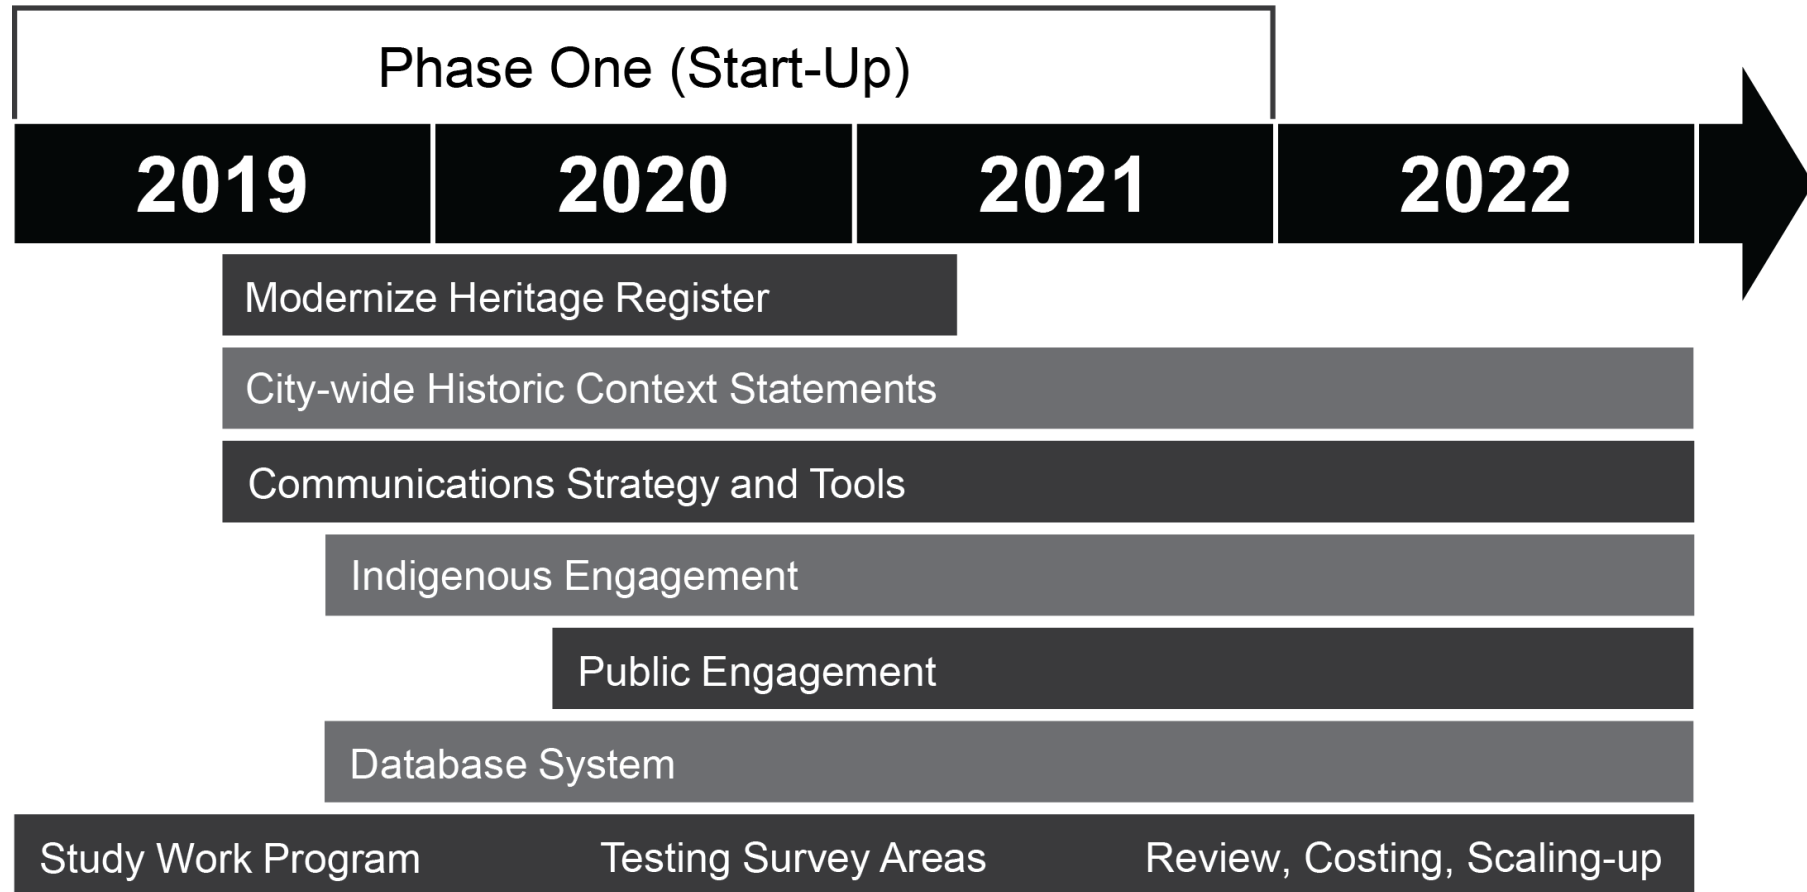 Phase One (Start-Up)
2019 2020 2021 2022
Modernize Heritage Register
City-wide Historic Context Statements
Communications Strategy and Tools
Indigenous Engagement
Public Engagement
Database System
Study Work Program Testing Survey Areas Review, Costing, Scaling-up